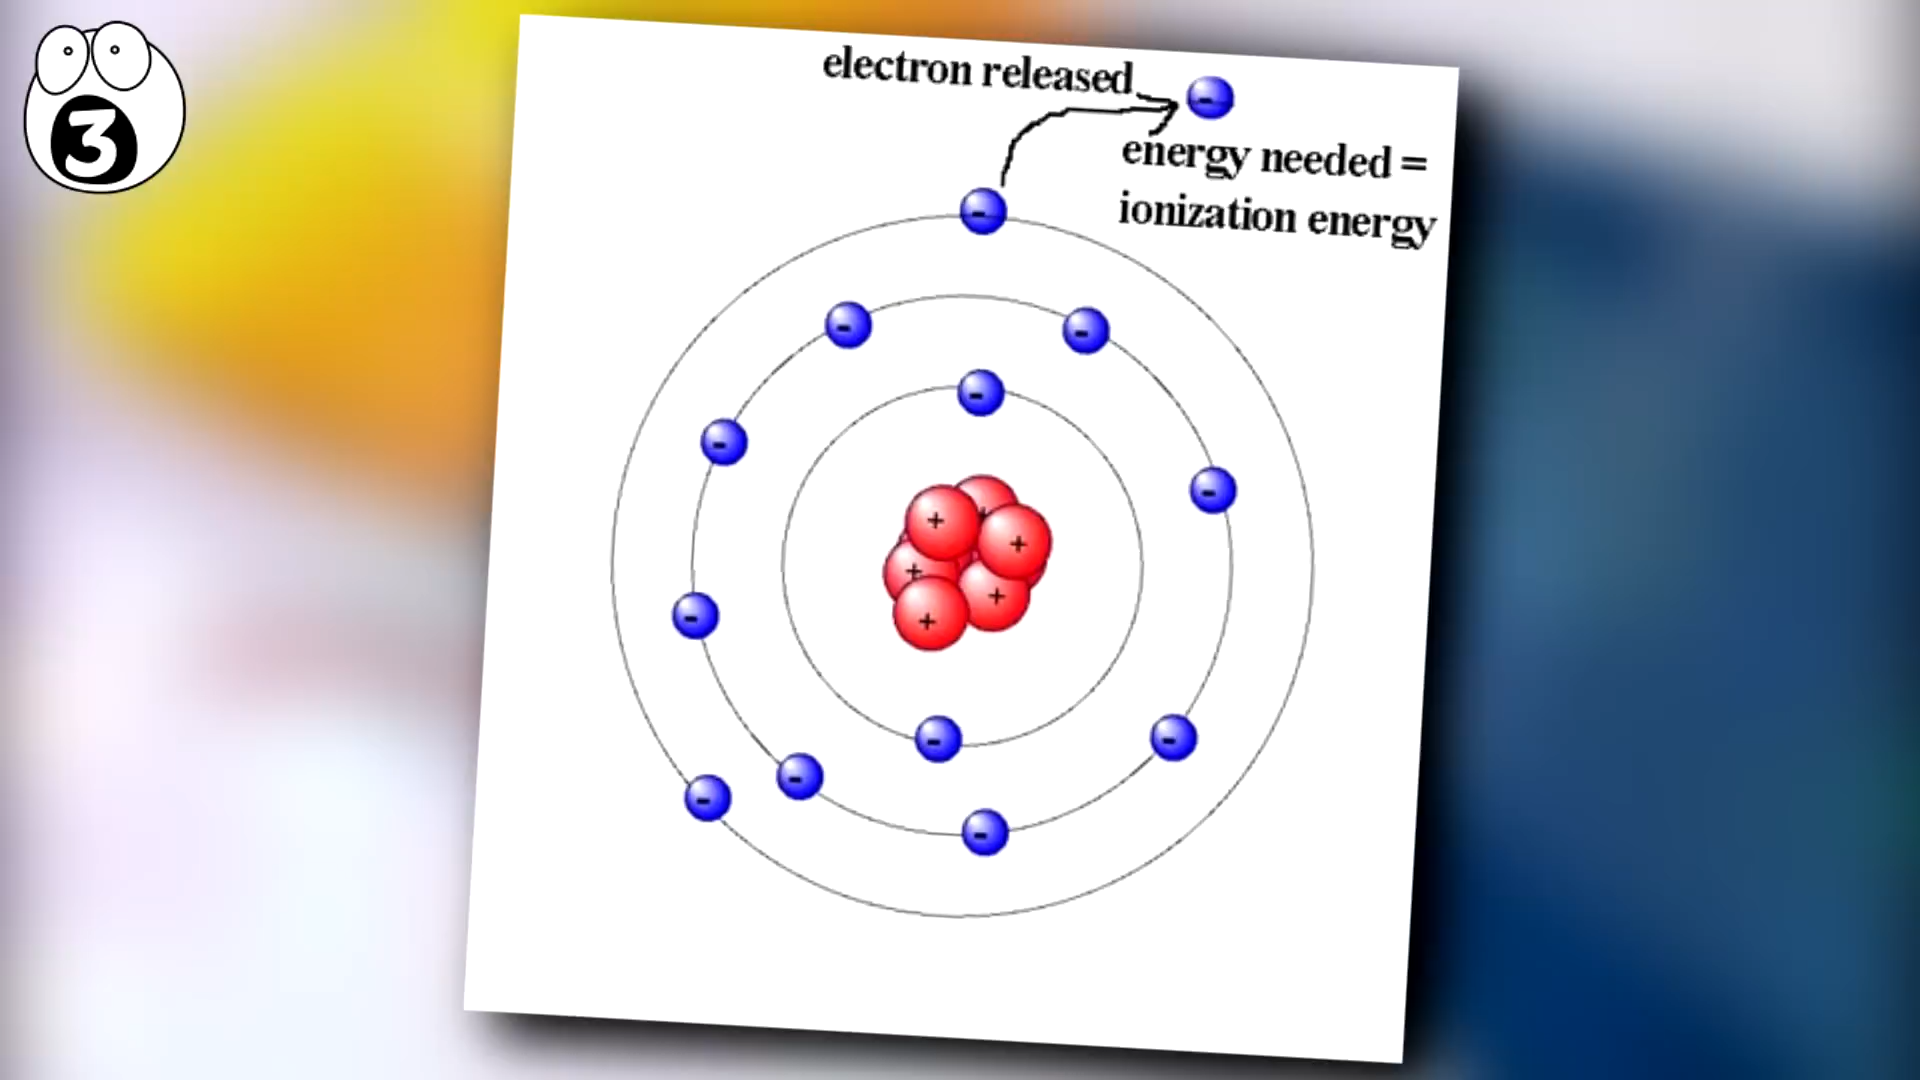 3
electron released
energy needed =
ionization energy